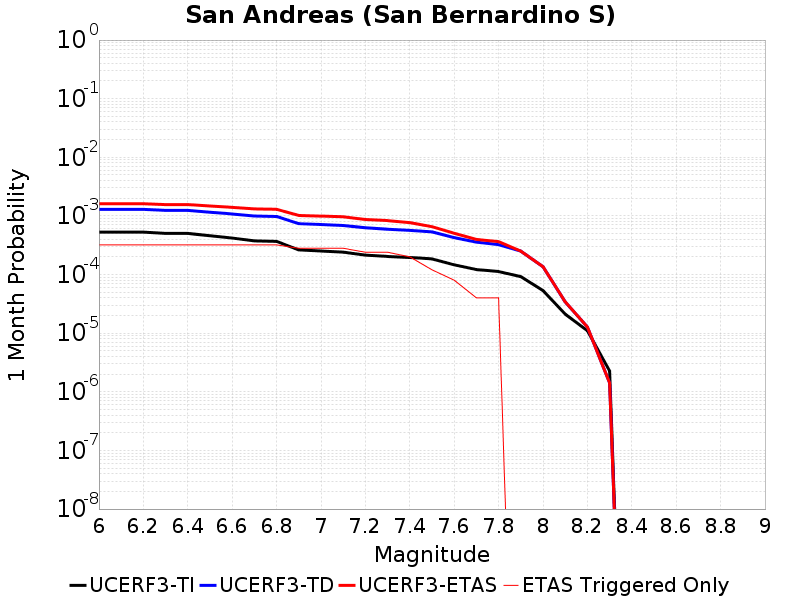 San Andreas (San Bernardino S)
10^0
10^-1
10^-2
10^-3
10^-4
10^-5
10^-6
10^-7
10^-8
1 Month Probability
6 6.2 6.4 6.6 6.8 7 7.2 7.4 7.6 7.8 8 8.2 8.4 8.6 8.8 9
Magnitude
UCERF3-TI UCERF3-TD UCERF3-ETAS ETAS Triggered Only